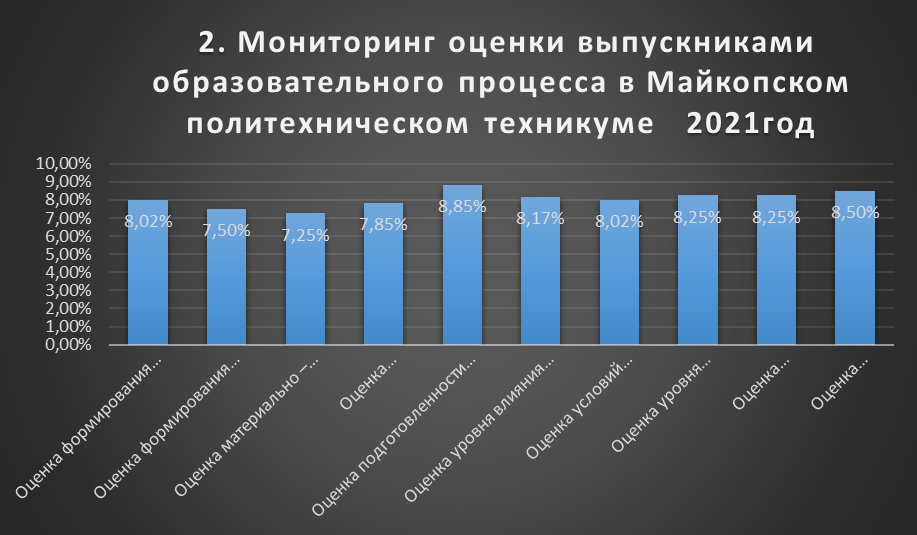 2. Мониторинг оценки выпускниками
образовательного процесса в Майкопском
политехническом техникуме 2021год
10,00%
9,00%
8,00%
7,00%
6,00%
5,00%
4,00%
3,00%
2,00%
1,00%
0,00%
8,02%
7,50%
7,25%
7,85%
8,85%
8,17%
8,02%
8,25%
8,25%
8,50%
Оценка формирования...
Оценка формирования...
Оценка материально –...
Оценка...
Оценка подготовленности...
Оценка уровня влияния...
Оценка условий...
Оценка уровня...
Оценка...
Оценка...